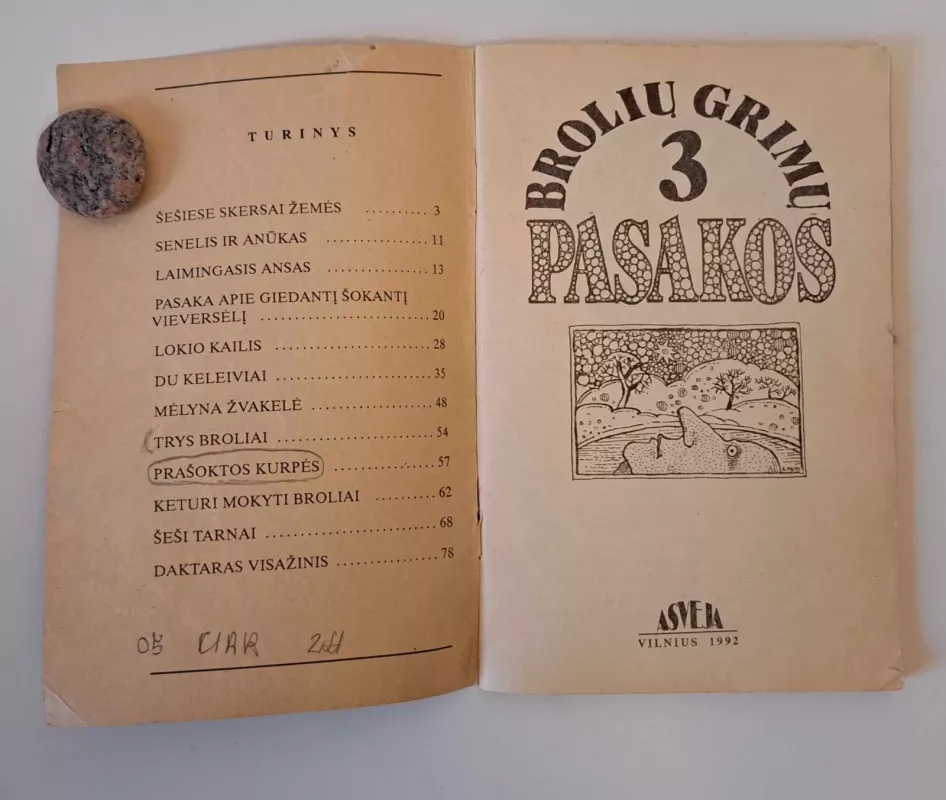 TURINYS
ŠEŠIESE SKERSAI ŽEMĖS .......... 3
SENELIS IR ANŪKAS ................ 11
LAIMINGASIS ANSAS ............... 13
PASAKA APIE GIEDANTĮ ŠOKANTĮ
VIEVERSĖLĮ .......................... 20
LOKIO KAILIS ........................ 28
DU KELEIVIAI ........................ 35
MĖLYNA ŽVAKELĖ .................. 48
TRYS BROLIAI ........................ 54
PRAŠOKTOS KURPĖS ............... 57
KETURI MOKYTI BROLIAI .......... 62
ŠEŠI TARNAI .......................... 68
DAKTARAS VISAŽINIS ............... 78
05
BROLIŲ GRIMŲ
3
PASAKOS
ASVEJA
VILNIUS 1992